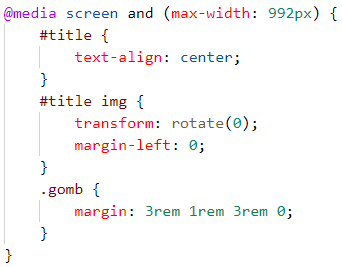 @media screen and (max-width: 992px) {
    #title {
        text-align: center;
    }
    #title img {
        transform: rotate(0);
        margin-left: 0;
    }
    .gomb {
        margin: 3rem 1rem 3rem 0;
    }
}